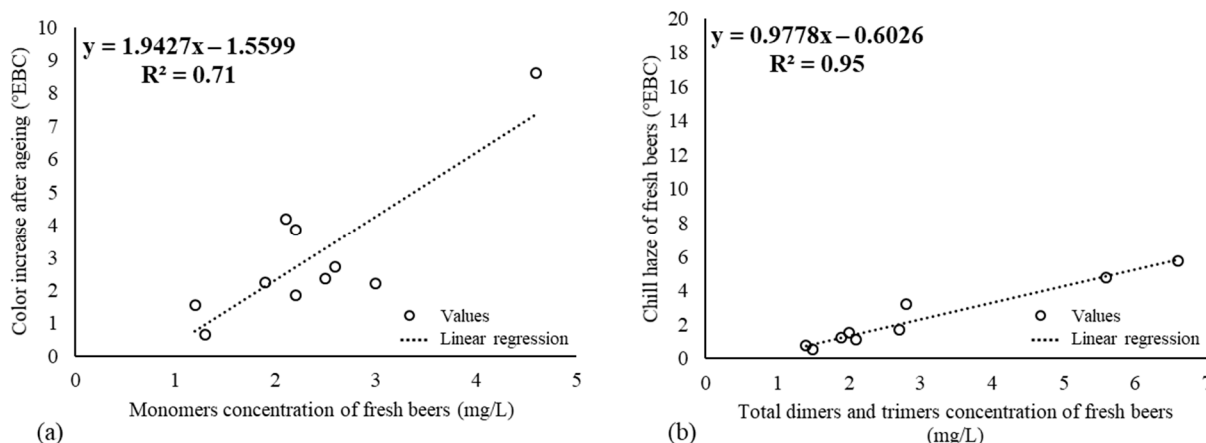 10
9
8
7
6
5
4
3
2
1
0
y = 1.9427x – 1.5599
R² = 0.71
Color increase after ageing (°EBC)
Values
Linear regression
0 1 2 3 4 5
Monomers concentration of fresh beers (mg/L)
(a)
20
18
16
14
12
10
8
6
4
2
0
y = 0.9778x – 0.6026
R² = 0.95
Chill haze of fresh beers (°EBC)
Values
Linear regression
0 1 2 3 4 5 6 7
Total dimers and trimers concentration of fresh beers
(mg/L)
(b)